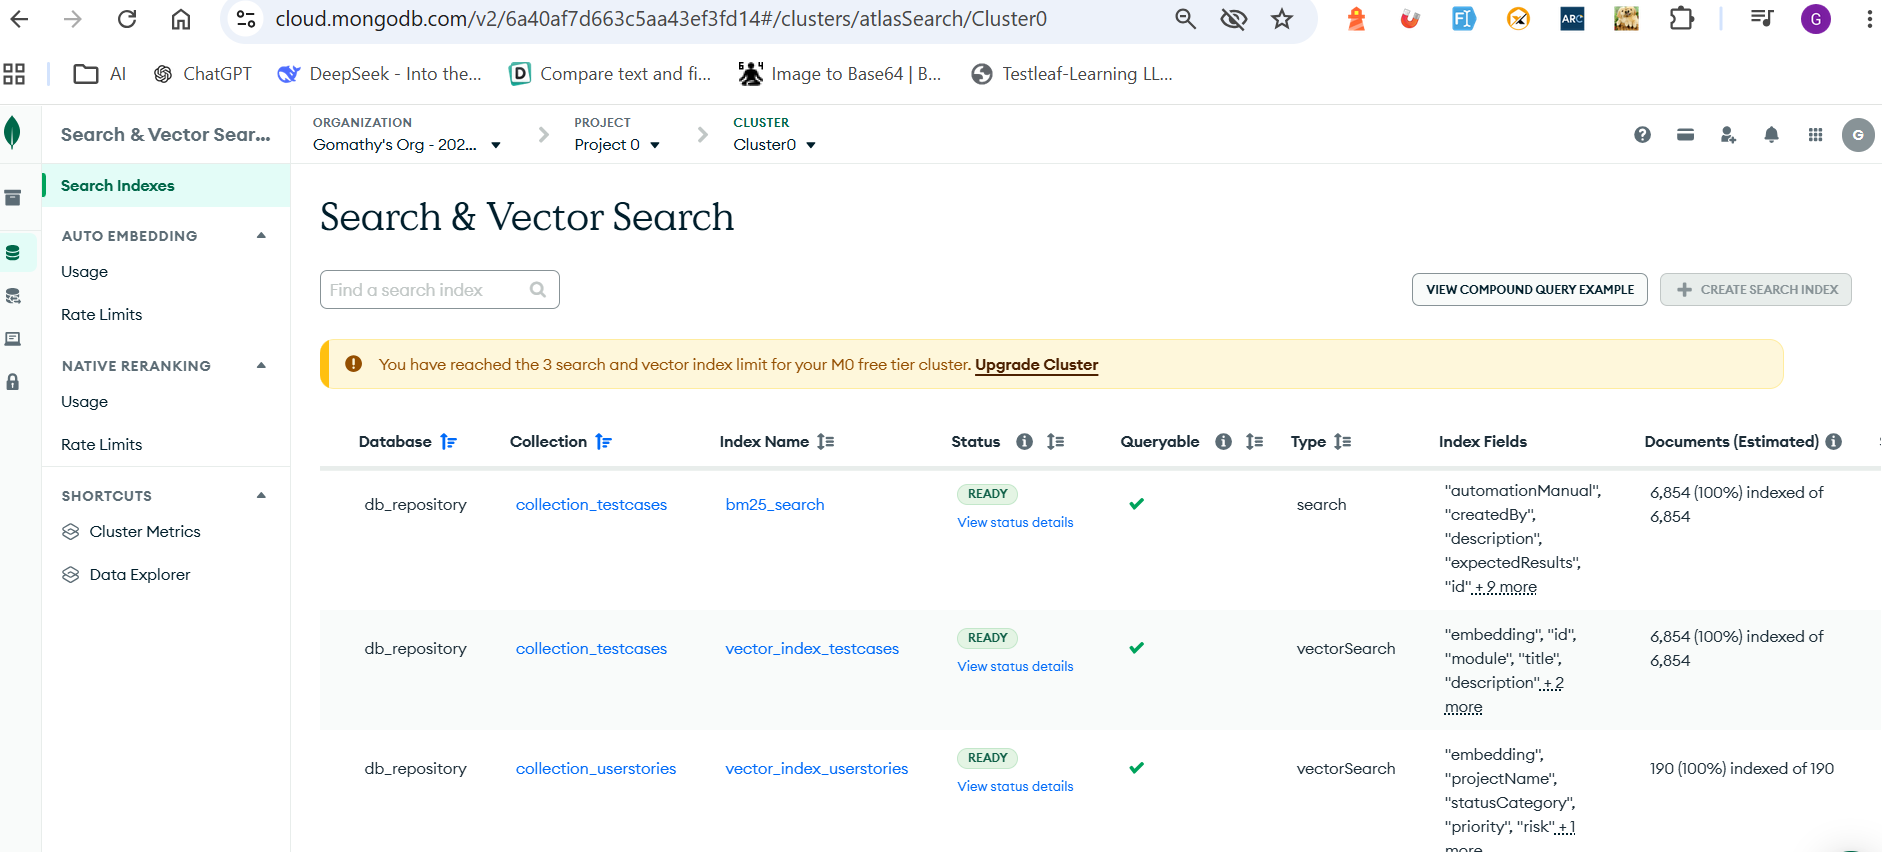 cloud.mongodb.com/v2/6a40af7d663c5aa43ef3fd14#/clusters/atlasSearch/Cluster0
FI
ARC
G
AI
ChatGPT
DeepSeek - Into the...
D
Compare text and fi...
64
Image to Base64 | B...
Testleaf-Learning LL...
Search & Vector Sear...
ORGANIZATION
Gomathy's Org - 202...
PROJECT
Project 0
CLUSTER
Cluster0
G
Search Indexes
AUTO EMBEDDING
Usage
Rate Limits
NATIVE RERANKING
Usage
Rate Limits
SHORTCUTS
Cluster Metrics
Data Explorer
Search & Vector Search
Find a search index
VIEW COMPOUND QUERY EXAMPLE
CREATE SEARCH INDEX
You have reached the 3 search and vector index limit for your M0 free tier cluster. Upgrade Cluster
Database Collection Index Name Status Queryable Type Index Fields Documents (Estimated)
db_repository collection_testcases bm25_search READY
View status details
search
"automationManual",
"createdBy",
"description",
"expectedResults",
"id" + 9 more
6,854 (100%) indexed of
6,854
db_repository collection_testcases vector_index_testcases READY
View status details
vectorSearch
"embedding", "id",
"module", "title",
"description" + 2
more
6,854 (100%) indexed of
6,854
db_repository collection_userstories vector_index_userstories READY
View status details
vectorSearch
"embedding",
"projectName",
"statusCategory",
"priority", "risk" + 1
more
190 (100%) indexed of 190